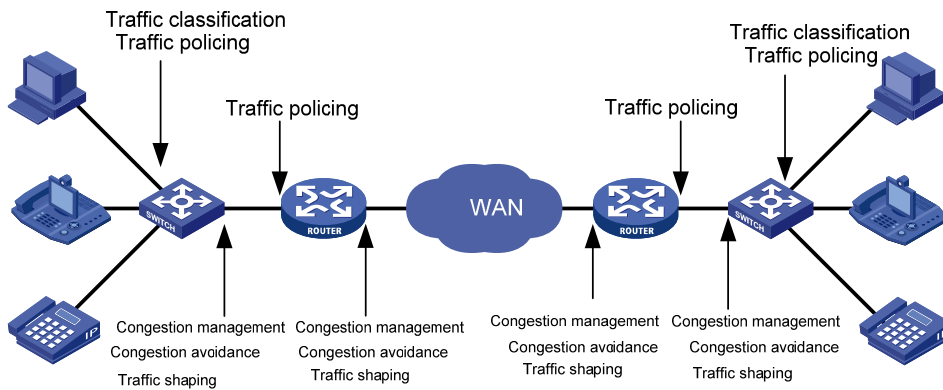 Traffic classification
Traffic policing
Traffic classification
Traffic policing
Traffic policing
Traffic policing
SWITCH
ROUTER
WAN
ROUTER
SWITCH
IP
Congestion management
Congestion avoidance
Traffic shaping
Congestion management
Congestion avoidance
Traffic shaping
Congestion management
Congestion avoidance
Traffic shaping
Congestion management
Congestion avoidance
Traffic shaping